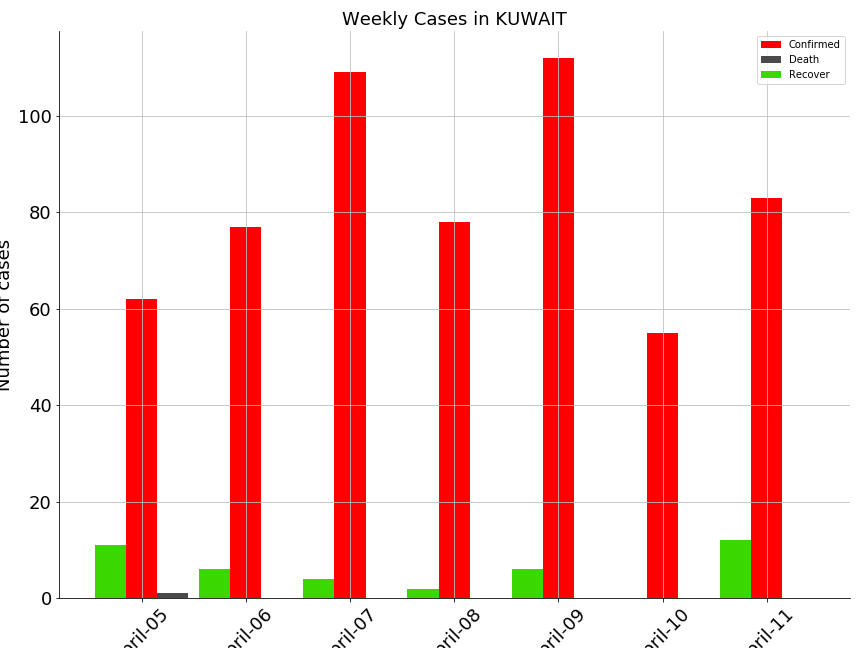 Weekly Cases in KUWAIT
Confirmed
Death
Recover
Number of cases
100
80
60
40
20
0
pril-05
pril-06
pril-07
pril-08
pril-09
pril-10
pril-11